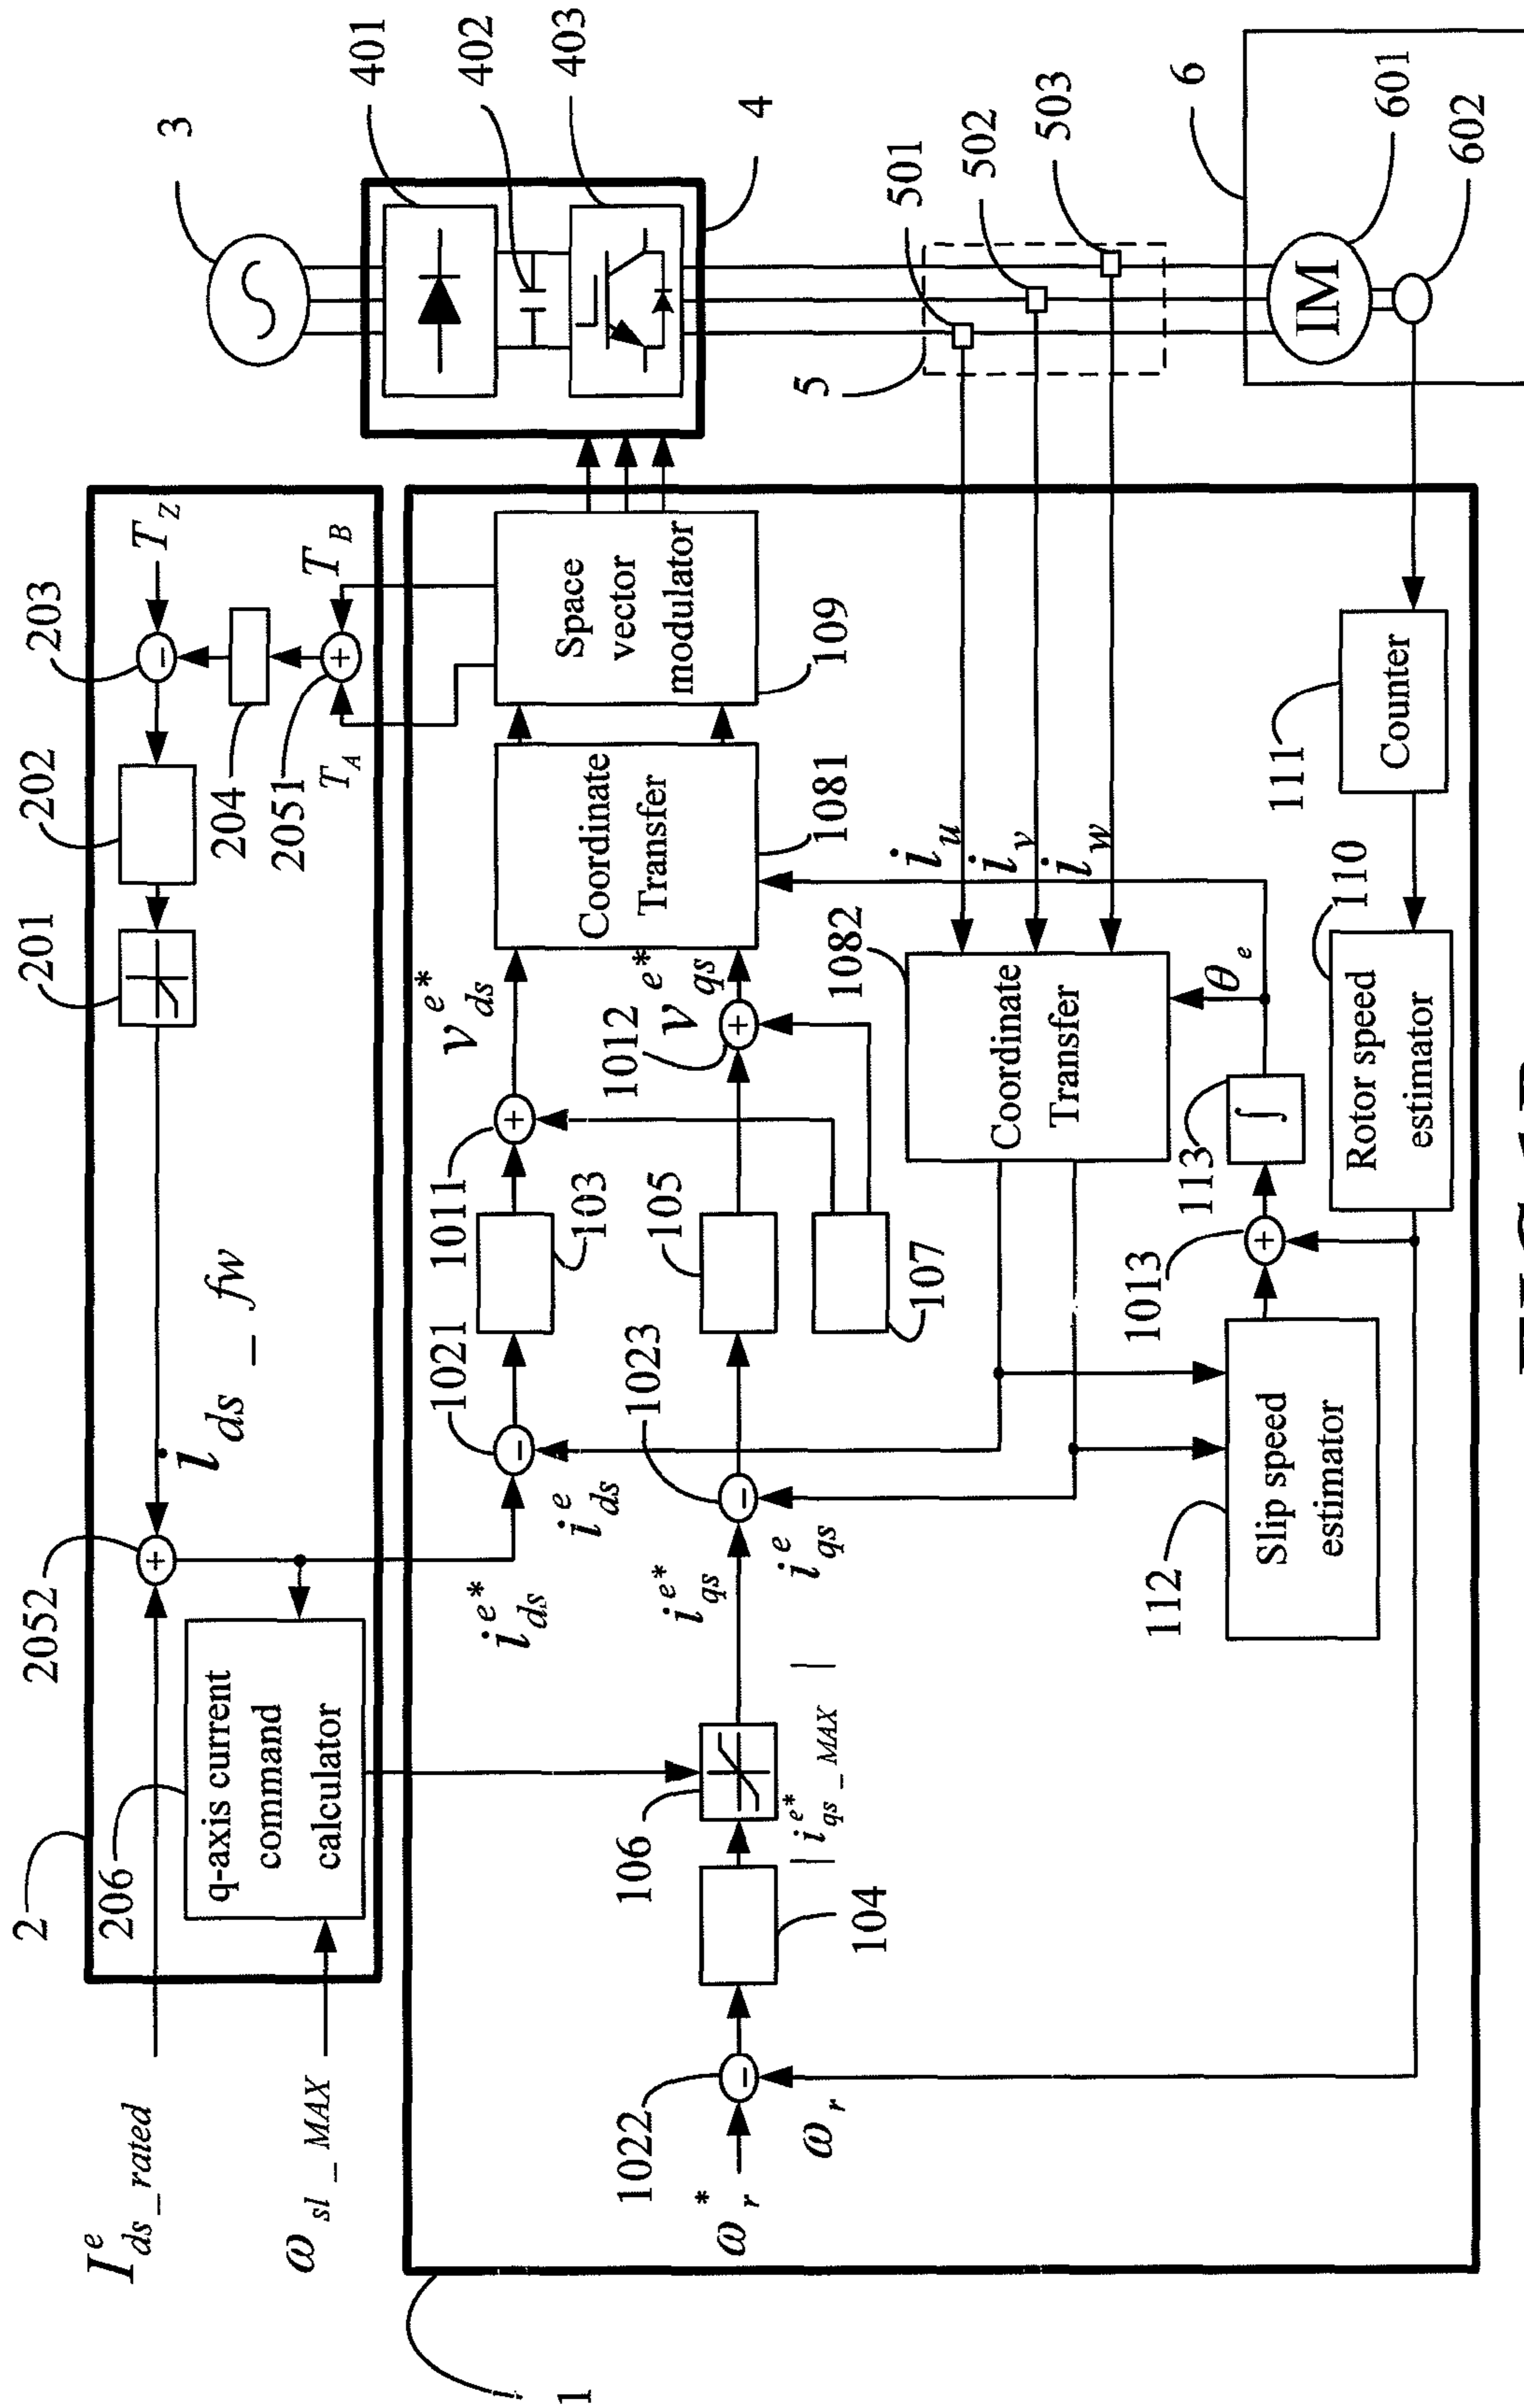 I^e_ds_rated
ω_sl_MAX
2
206
q-axis current
command
calculator
2052
i_ds_fw
201
202
203
T_Z
204
2051
T_A
T_B
3
401
402
403
4
1
ω*_r
1022
ω_r
104
106
| i^e*_qs_MAX |
i^e*_ds
i^e_ds
1021
103
1011
v^e*_ds
i^e*_qs
i^e_qs
1023
105
107
1012
v^e*_qs
Coordinate
Transfer
1081
Space
vector
modulator
109
1082
Coordinate
Transfer
i_u
i_v
i_w
5
501
502
503
θ_e
112
Slip speed
estimator
1013
113
∫
Rotor speed
estimator
110
111
Counter
6
IM
601
602